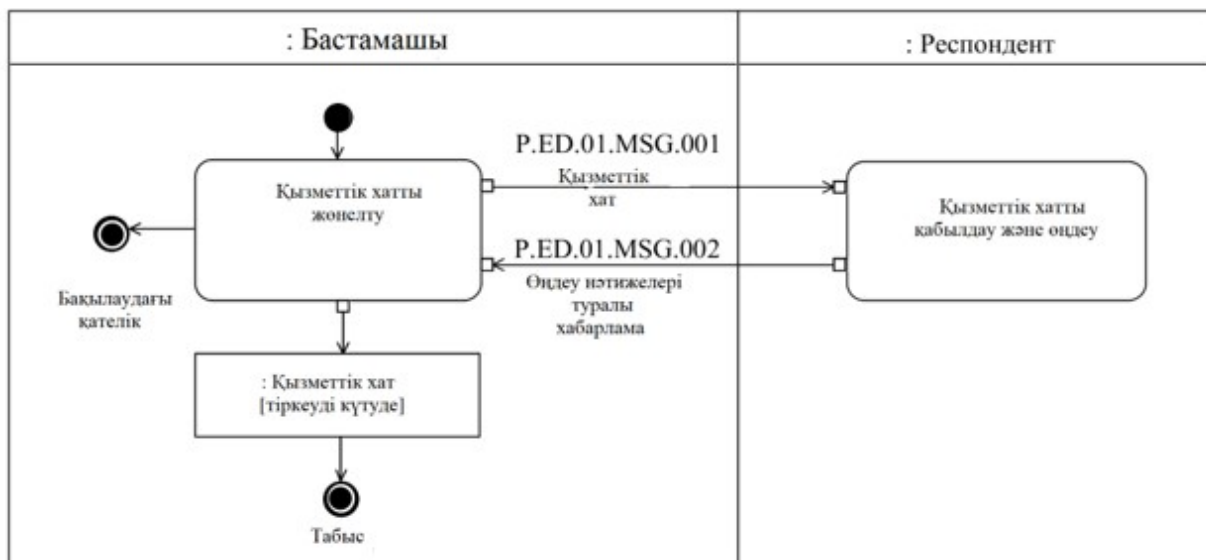 : Бастамашы
: Респондент
P.ED.01.MSG.001
Қызметтік
хат
Қызметтік хатты
жөнелту
Қызметтік хатты
қабылдау және өңдеу
P.ED.01.MSG.002
Өңдеу нәтижелері
туралы
хабарлама
Бақылаудағы
қателік
: Қызметтік хат
[тіркеуді күтуде]
Табыс